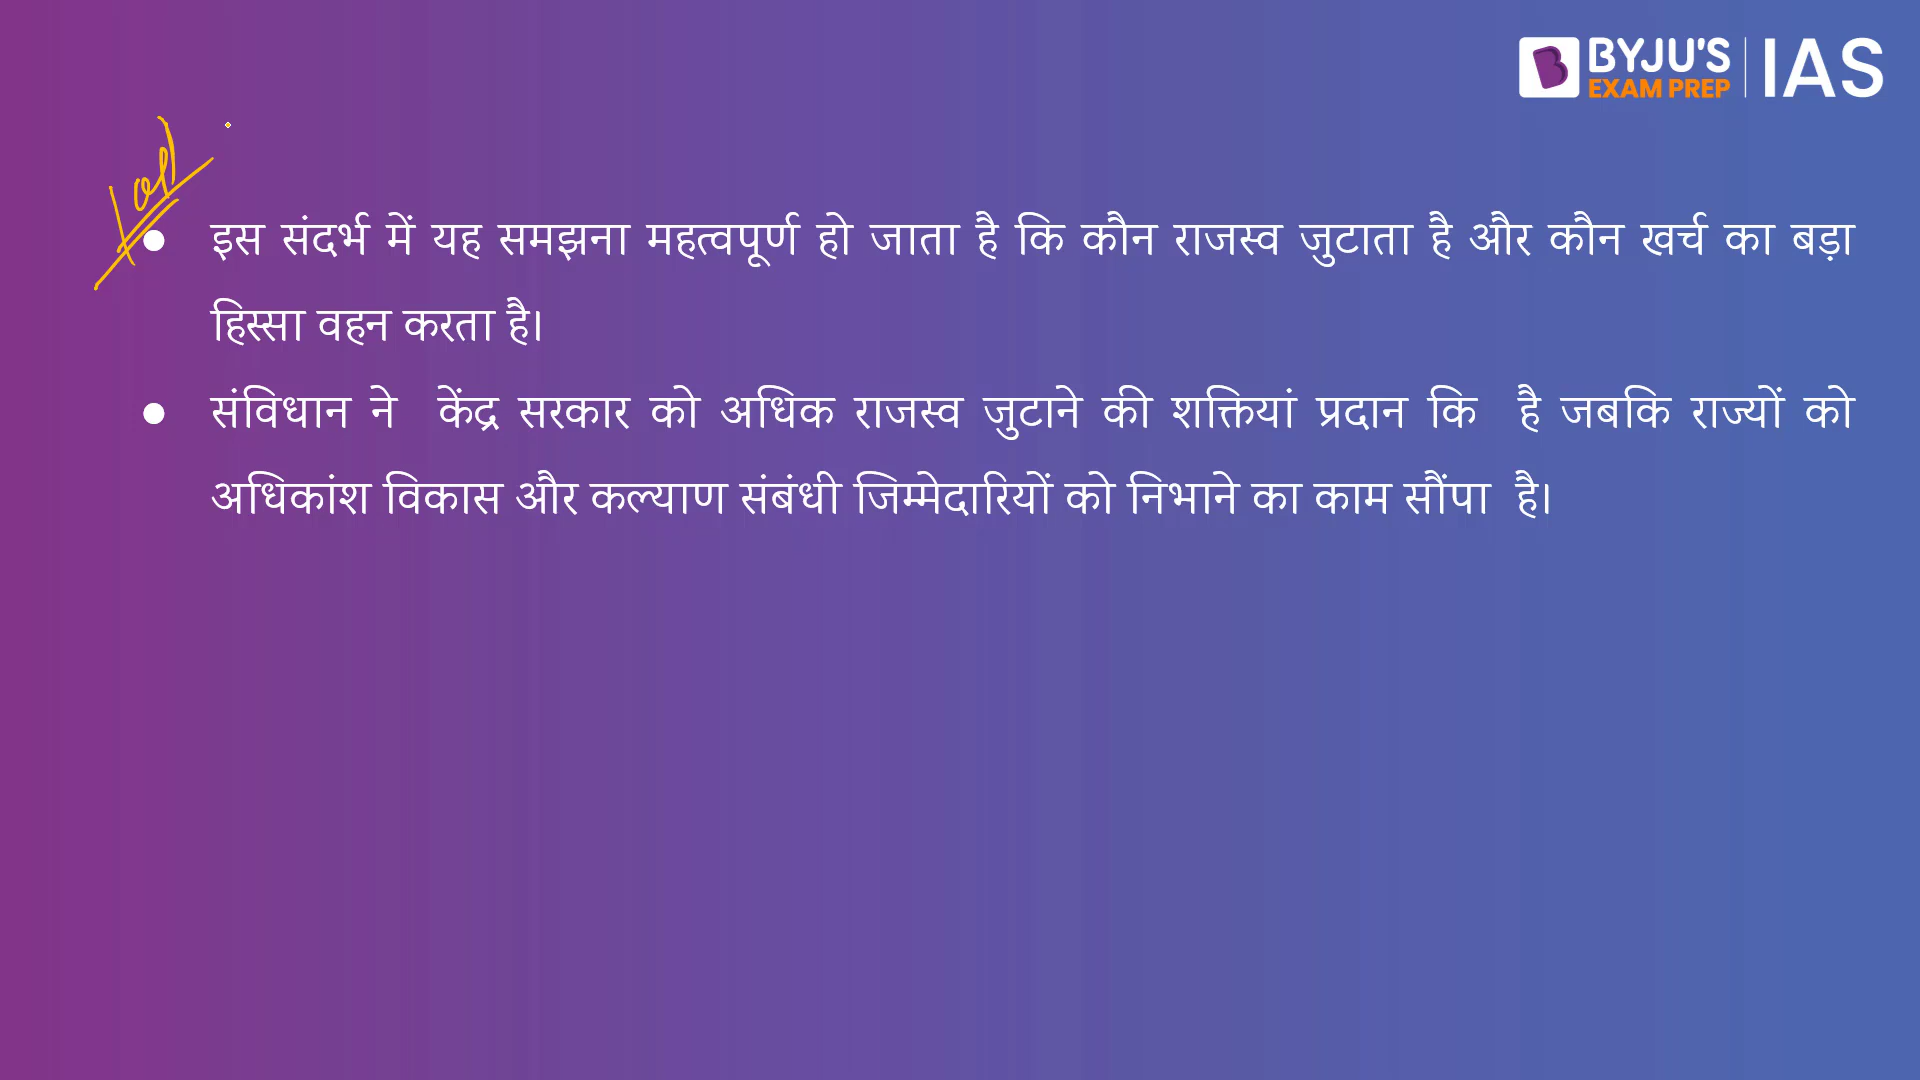 BYJU'S
EXAM PREP
IAS
इस संदर्भ में यह समझना महत्वपूर्ण हो जाता है कि कौन राजस्व जुटाता है और कौन खर्च का बड़ा
हिस्सा वहन करता है।
संविधान ने केंद्र सरकार को अधिक राजस्व जुटाने की शक्तियां प्रदान कि है जबकि राज्यों को
अधिकांश विकास और कल्याण संबंधी जिम्मेदारियों को निभाने का काम सौंपा है।